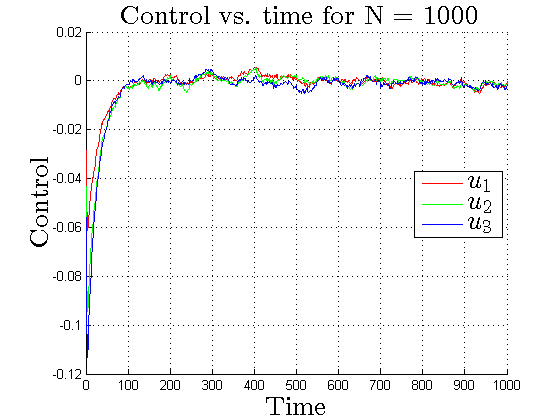 Control vs. time for N = 1000
0.02
0
-0.02
-0.04
-0.06
-0.08
-0.1
-0.12
Control
u1
u2
u3
0 100 200 300 400 500 600 700 800 900 1000
Time